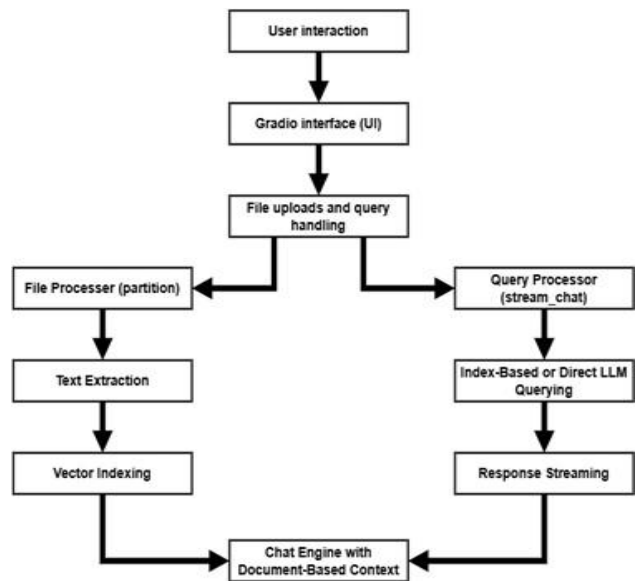 User interaction
Gradio interface (UI)
File uploads and query
handling
File Processer (partition)
Query Processor
(stream_chat)
Text Extraction
Index-Based or Direct LLM
Querying
Vector Indexing
Response Streaming
Chat Engine with
Document-Based Context